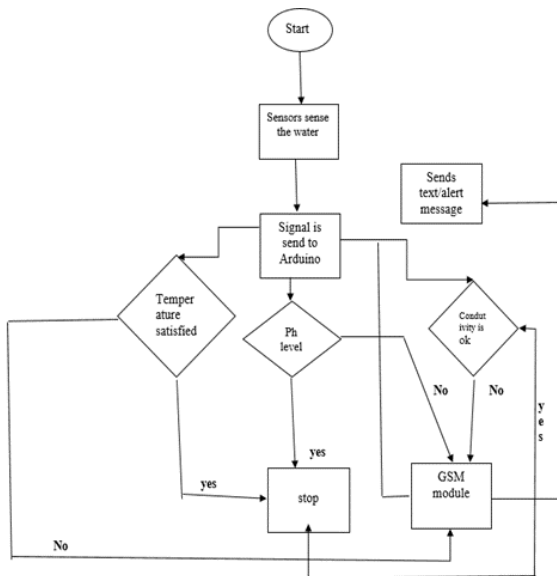 Start
Sensors sense
the water
Sends
text/alert
message
Signal is
send to
Arduino
Temper
ature
satisfied
Ph
level
Condut
ivity is
ok
No
No
yes
yes
yes
stop
GSM
module
No